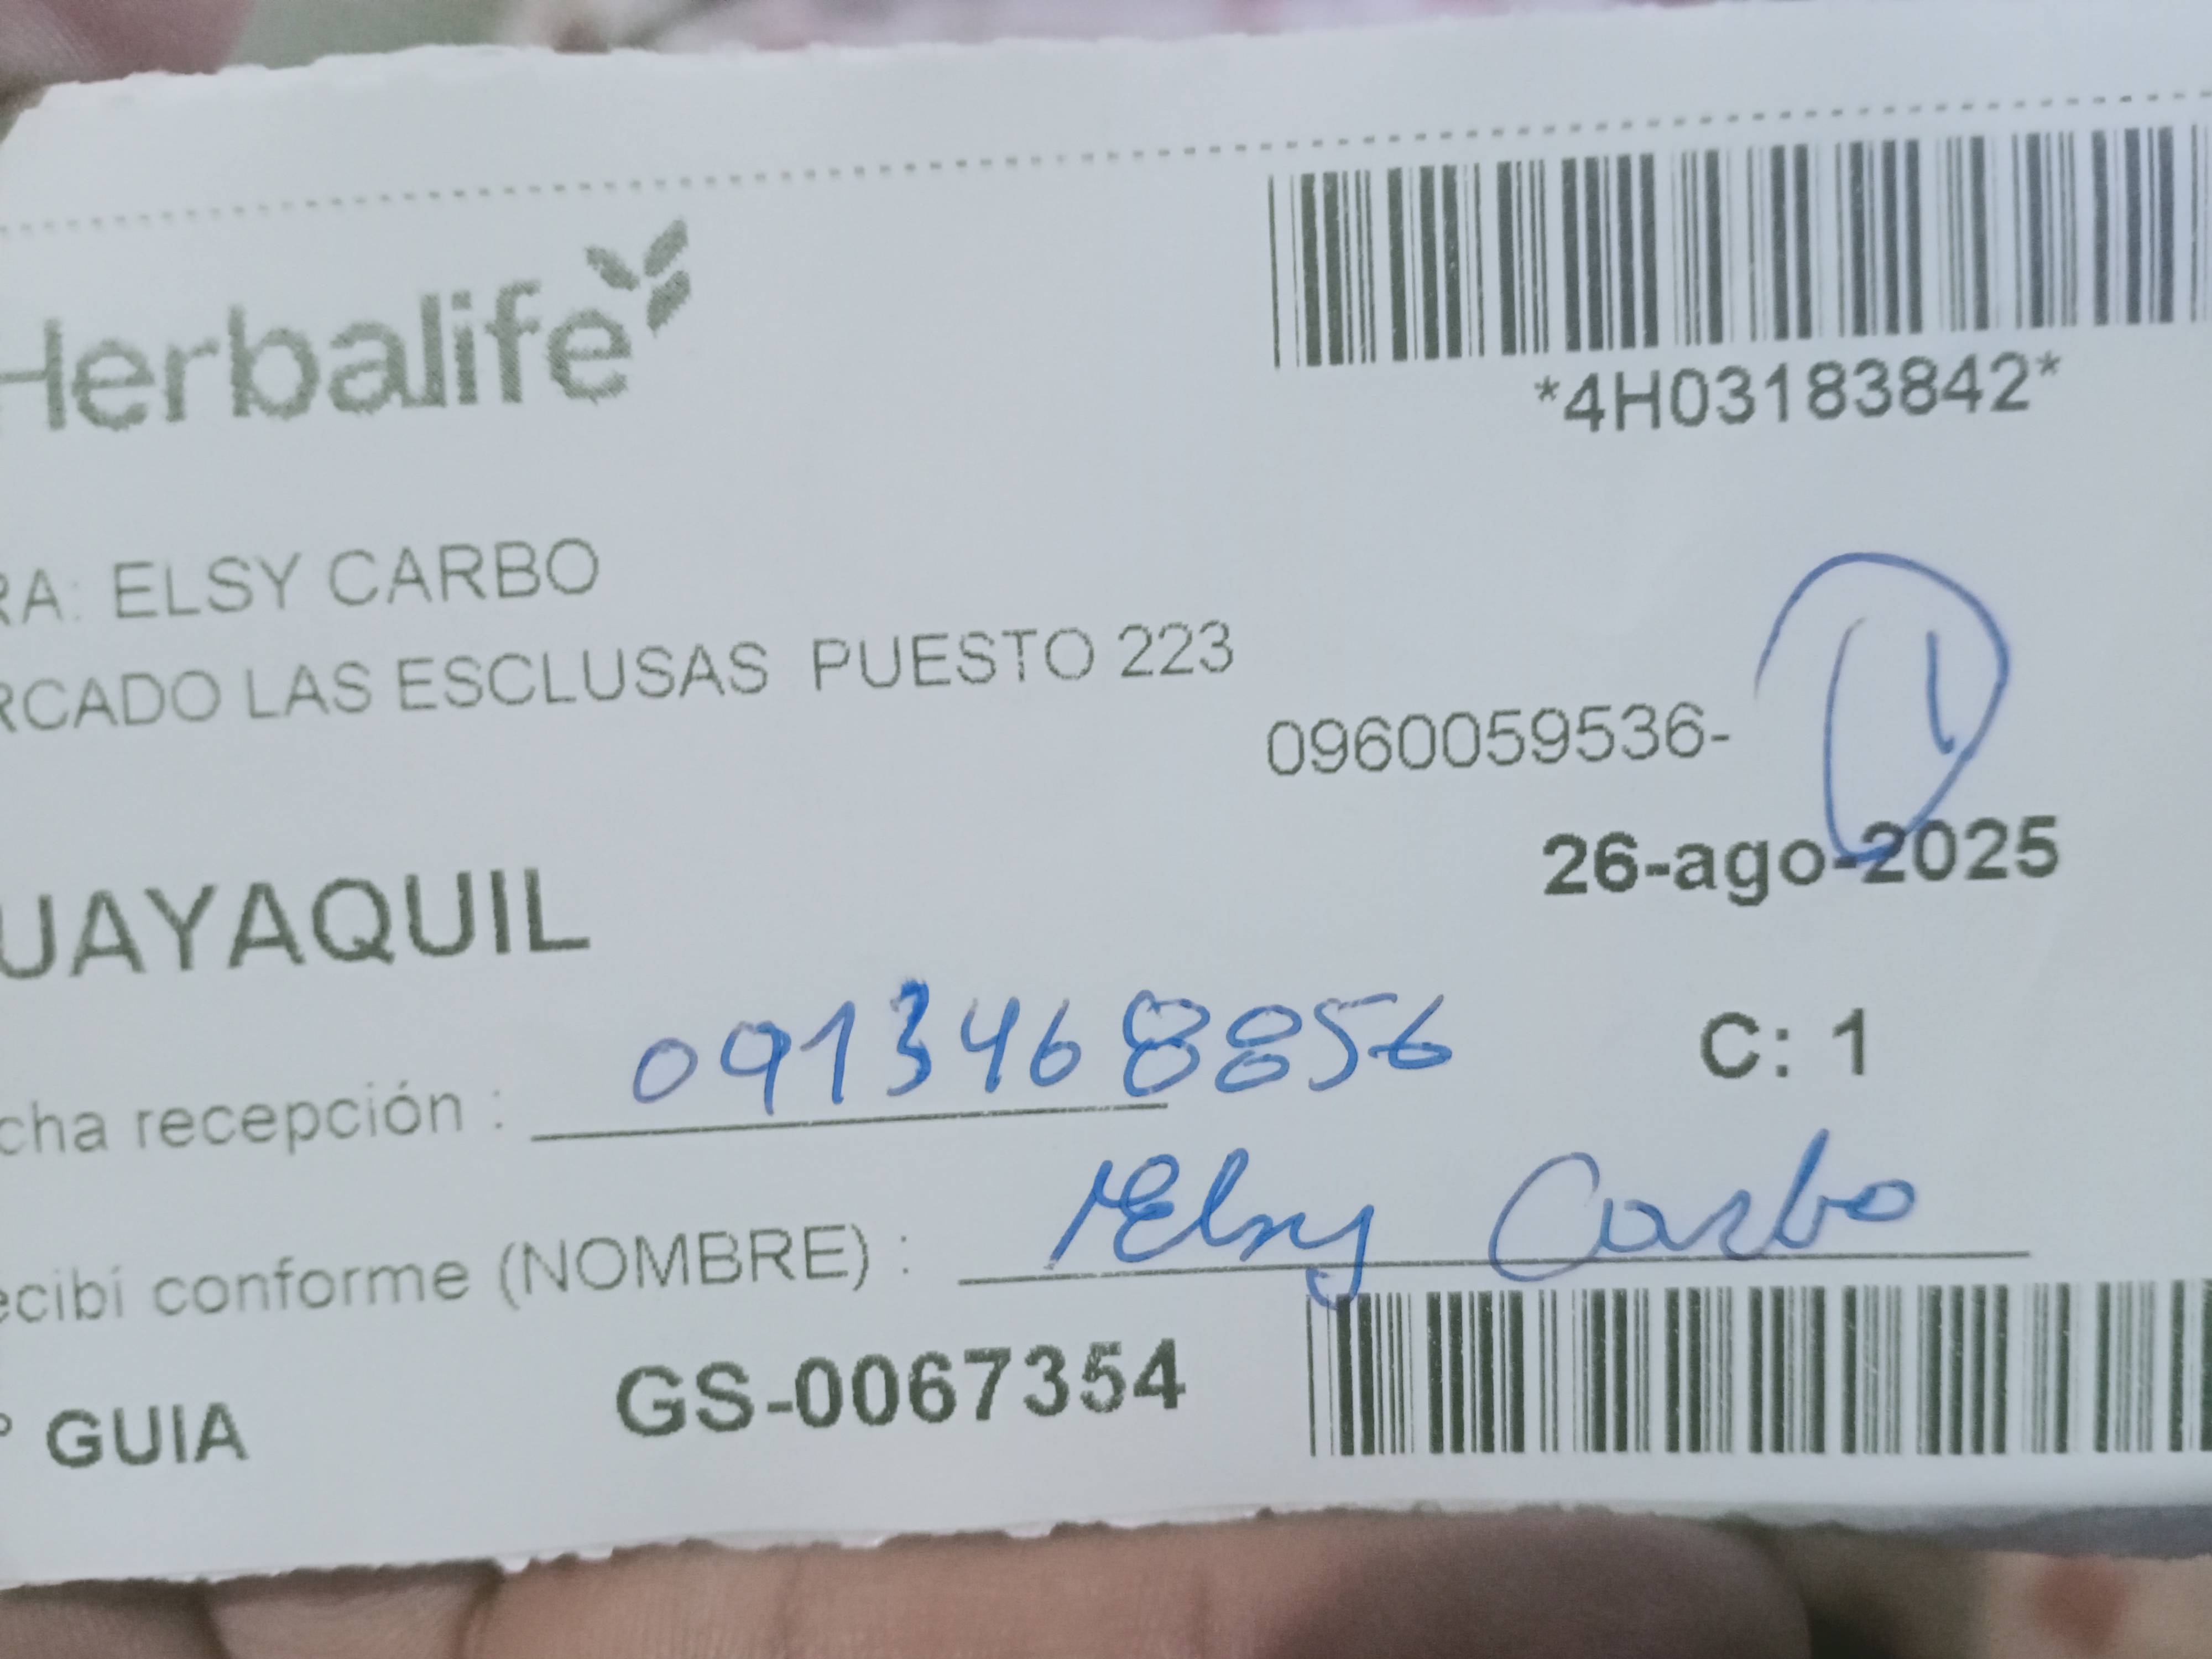 Herbalife
*4H03183842*
RA: ELSY CARBO
RCADO LAS ESCLUSAS PUESTO 223
0960059536-
26-ago-2025
UAYAQUIL
C: 1
cha recepción : 0913468856
ecibí conforme (NOMBRE) : Elsy Carbo
° GUIA GS-0067354